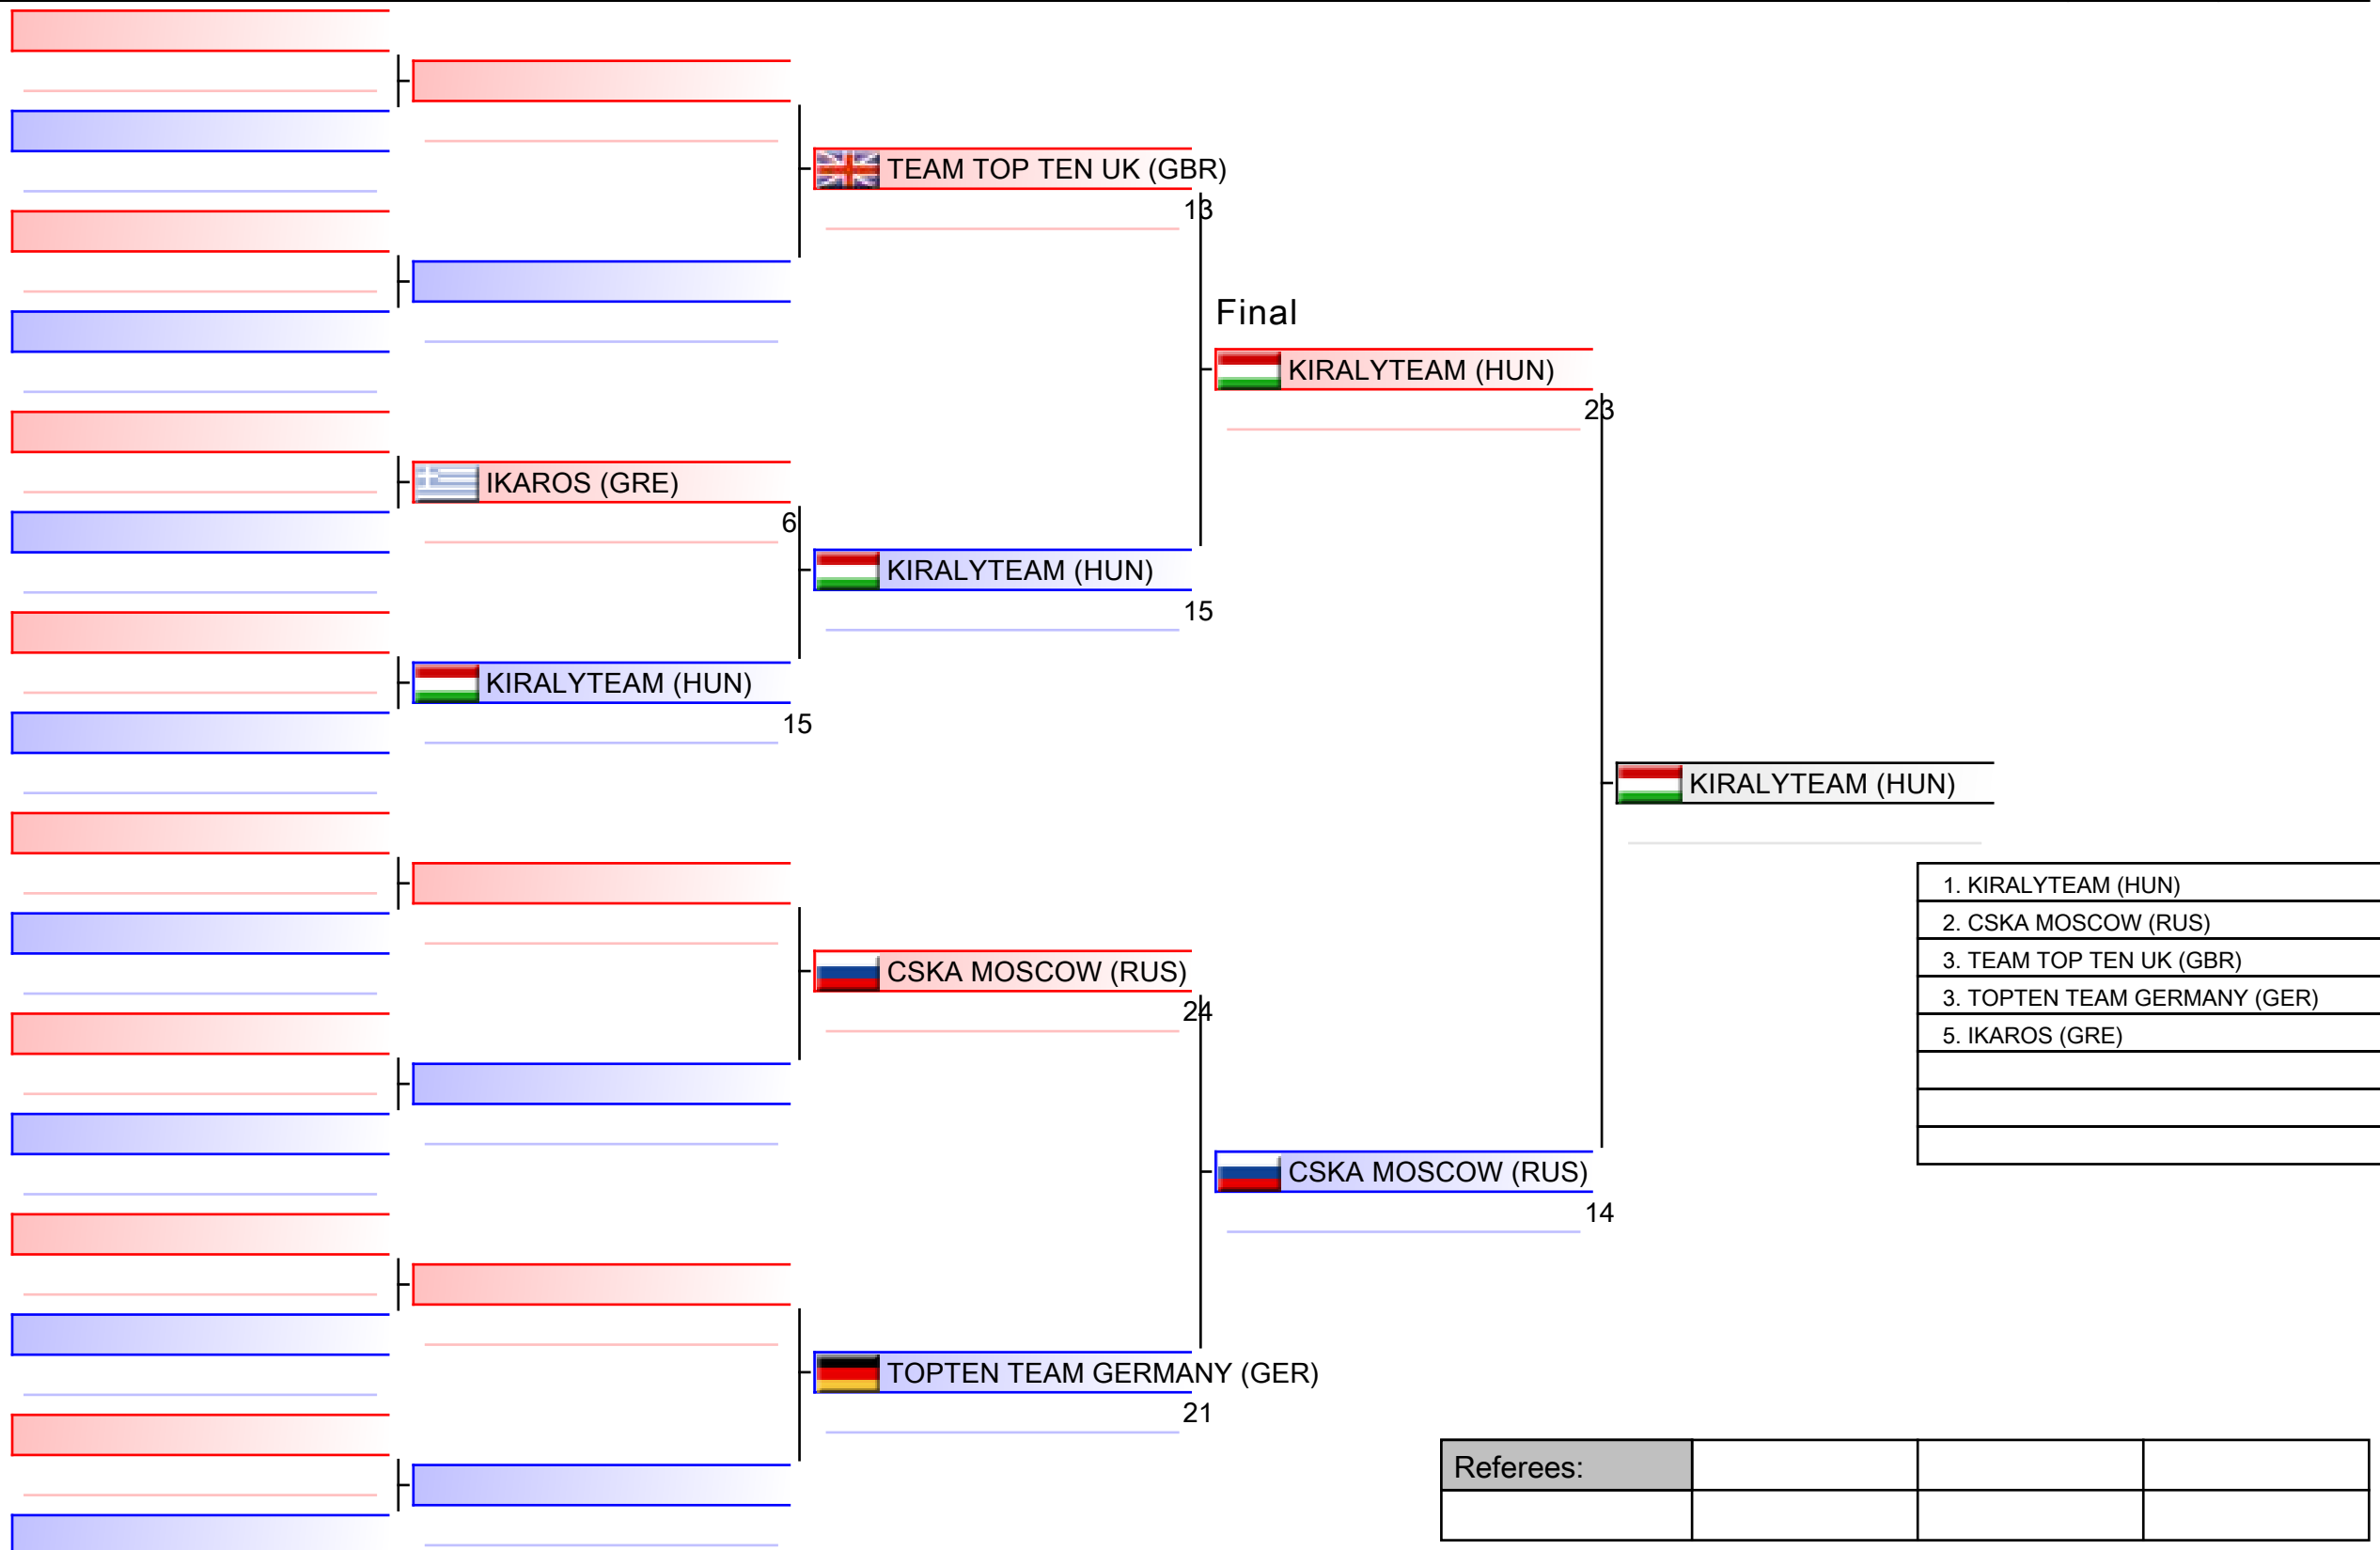 TEAM TOP TEN UK (GBR)
13
Final
KIRALYTEAM (HUN)
23
IKAROS (GRE)
6
KIRALYTEAM (HUN)
15
KIRALYTEAM (HUN)
15
KIRALYTEAM (HUN)
1. KIRALYTEAM (HUN)
2. CSKA MOSCOW (RUS)
3. TEAM TOP TEN UK (GBR)
3. TOPTEN TEAM GERMANY (GER)
5. IKAROS (GRE)
CSKA MOSCOW (RUS)
24
CSKA MOSCOW (RUS)
14
TOPTEN TEAM GERMANY (GER)
21
Referees: